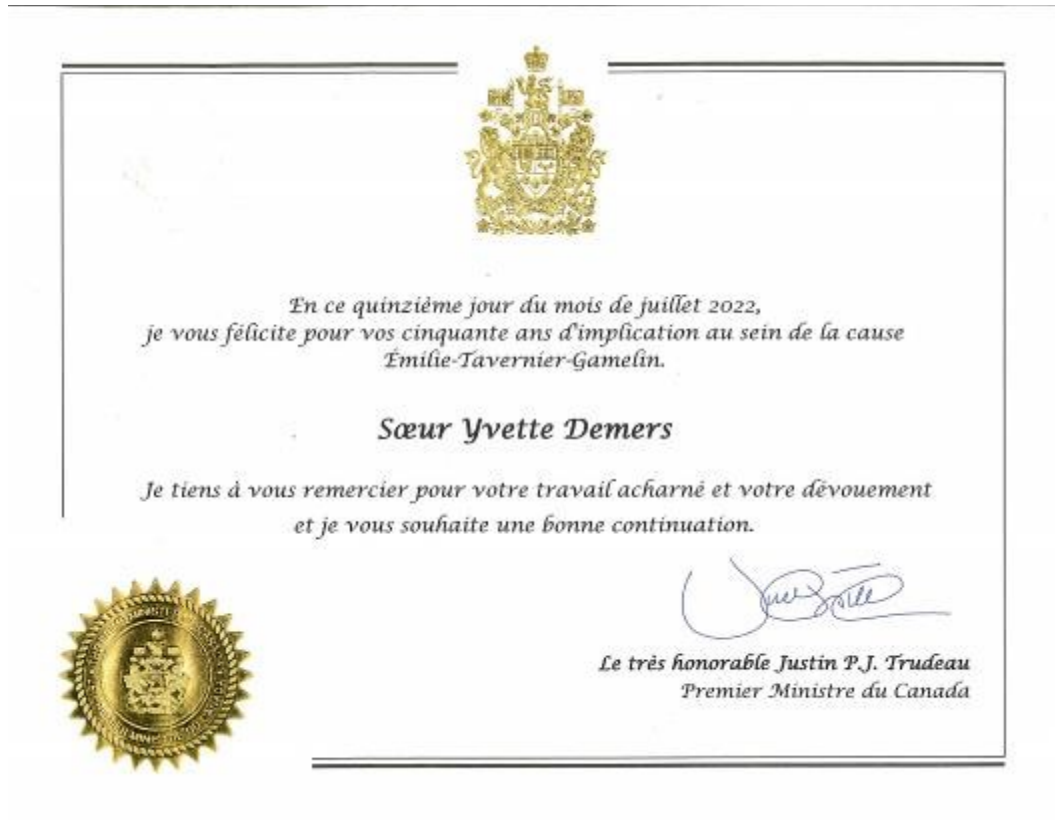 En ce quinzième jour du mois de juillet 2022,
je vous félicite pour vos cinquante ans d'implication au sein de la cause
Émilie-Tavernier-Gamelin.
Sœur Yvette Demers
Je tiens à vous remercier pour votre travail acharné et votre dévouement
et je vous souhaite une bonne continuation.
Le très honorable Justin P.J. Trudeau
Premier Ministre du Canada